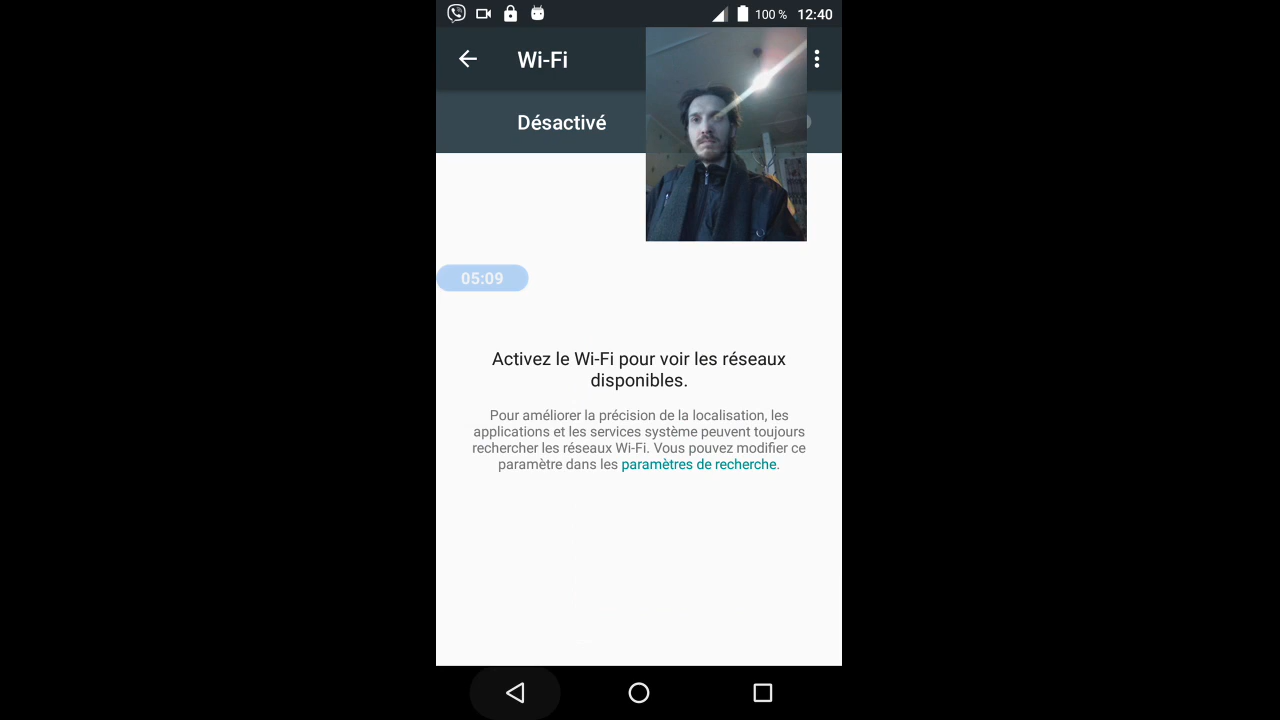 100 % 12:40
Wi-Fi
Désactivé
05:09
Activez le Wi-Fi pour voir les réseaux
disponibles.
Pour améliorer la précision de la localisation, les
applications et les services système peuvent toujours
rechercher les réseaux Wi-Fi. Vous pouvez modifier ce
paramètre dans les paramètres de recherche.